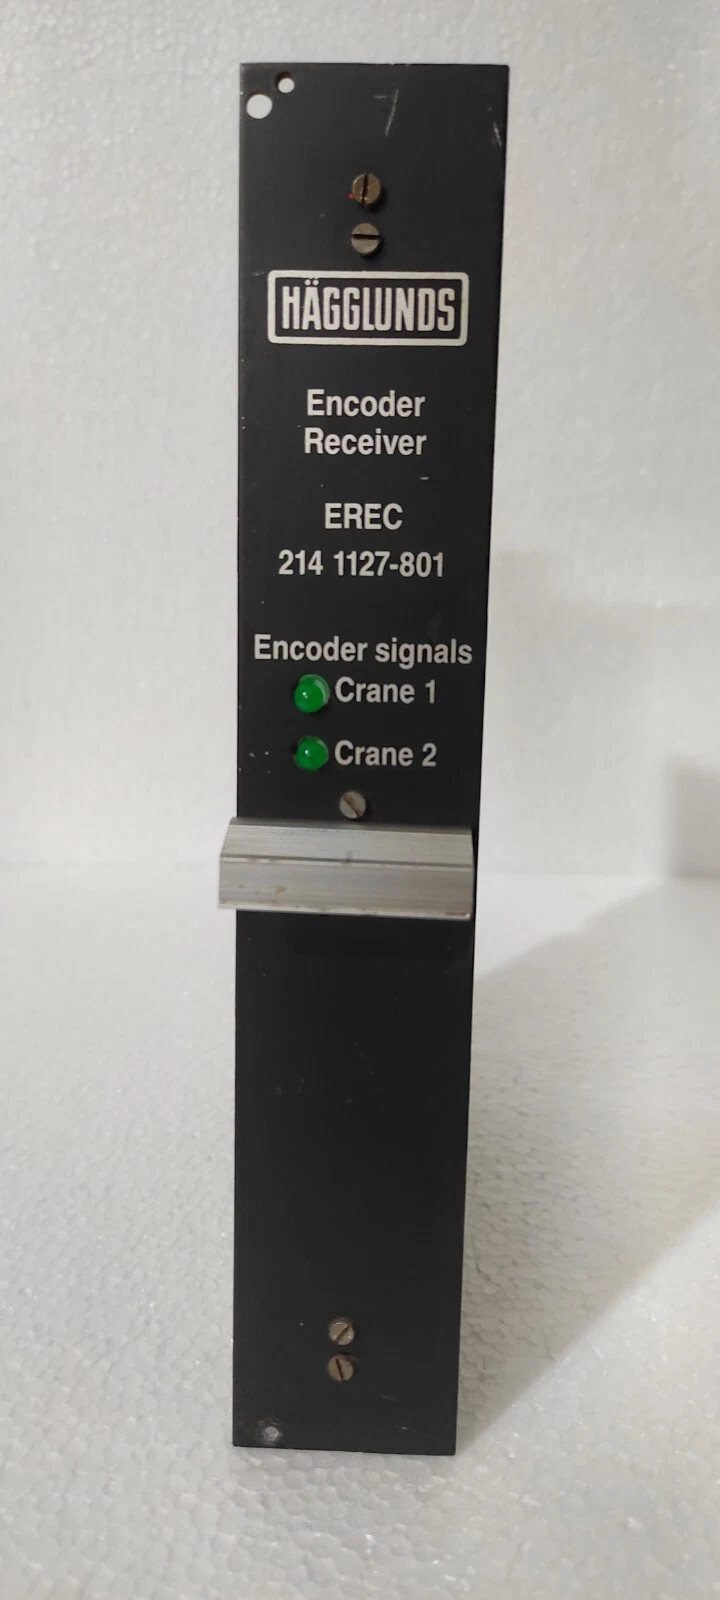 HÄGGLUNDS
Encoder
Receiver
EREC
214 1127-801
Encoder signals
Crane 1
Crane 2